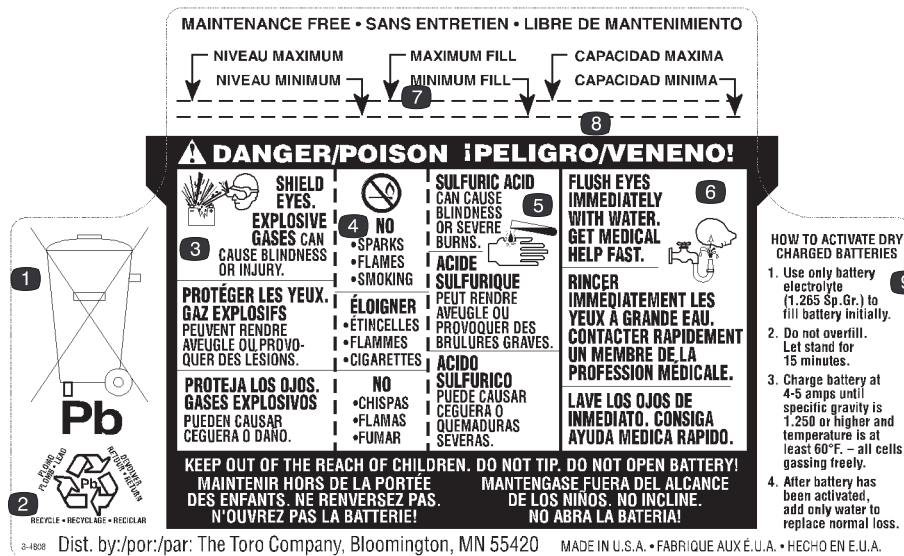 MAINTENANCE FREE • SANS ENTRETIEN • LIBRE DE MANTENIMIENTO
NIVEAU MAXIMUM
MAXIMUM FILL
CAPACIDAD MAXIMA
NIVEAU MINIMUM
MINIMUM FILL
CAPACIDAD MINIMA
7
8
DANGER/POISON ¡PELIGRO/VENENO!
3
SHIELD
EYES.
EXPLOSIVE
GASES CAN
CAUSE BLINDNESS
OR INJURY.
PROTÉGER LES YEUX.
GAZ EXPLOSIFS
PEUVENT RENDRE
AVEUGLE OU PROVO-
QUER DES LESIONS.
PROTEJA LOS OJOS.
GASES EXPLOSIVOS
PUEDEN CAUSAR
CEGUERA O DAÑO.
4
NO
•SPARKS
•FLAMES
•SMOKING
ÉLOIGNER
•ÉTINCELLES
•FLAMMES
•CIGARETTES
NO
•CHISPAS
•FLAMAS
•FUMAR
SULFURIC ACID
CAN CAUSE
BLINDNESS
OR SEVERE
BURNS.
5
ACIDE
SULFURIQUE
PEUT RENDRE
AVEUGLE OU
PROVOQUER DES
BRÛLURES GRAVES.
ACIDO
SULFURICO
PUEDE CAUSAR
CEGUERA O
QUEMADURAS
SEVERAS.
FLUSH EYES
IMMEDIATELY
WITH WATER.
GET MEDICAL
HELP FAST.
6
RINCER
IMMÉDIATEMENT LES
YEUX A GRANDE EAU.
CONTACTER RAPIDEMENT
UN MEMBRE DE LA
PROFESSION MÉDICALE.
LAVE LOS OJOS DE
INMEDIATO. CONSIGA
AYUDA MEDICA RAPIDO.
KEEP OUT OF THE REACH OF CHILDREN. DO NOT TIP. DO NOT OPEN BATTERY!
MAINTENIR HORS DE LA PORTÉE
DES ENFANTS. NE RENVERSEZ PAS.
N'OUVREZ PAS LA BATTERIE!
MANTENGASE FUERA DEL ALCANCE
DE LOS NIÑOS. NO INCLINE.
NO ABRA LA BATERIA!
1
Pb
2
PLOMO
PLOMB • LEAD
DEVOLVER
RETOUR • RETURN
Pb
RECYCLE • RECYCLAGE • RECICLAR
HOW TO ACTIVATE DRY
CHARGED BATTERIES
9
1. Use only battery
electrolyte
(1.265 Sp.Gr.) to
fill battery initially.
2. Do not overfill.
Let stand for
15 minutes.
3. Charge battery at
4-5 amps until
specific gravity is
1.250 or higher and
temperature is at
least 60°F. – all cells
gassing freely.
4. After battery has
been activated,
add only water to
replace normal loss.
3-4808 Dist. by:/por:/par: The Toro Company, Bloomington, MN 55420 MADE IN U.S.A. • FABRIQUE AUX É.U.A. • HECHO EN E.U.A.